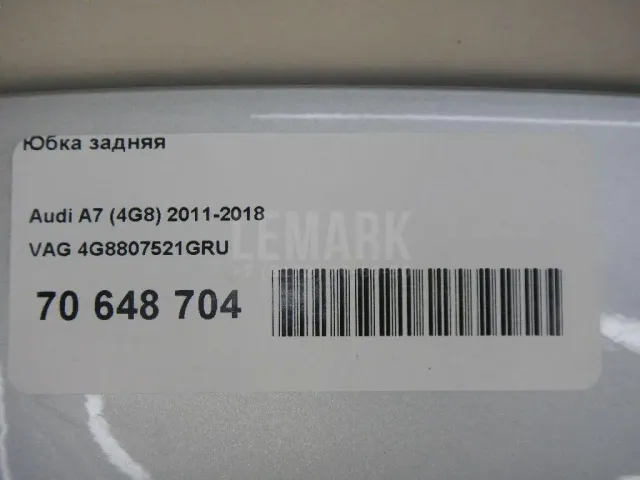 Юбка задняя
Audi A7 (4G8) 2011-2018
VAG 4G8807521GRU
LEMARK
70 648 704